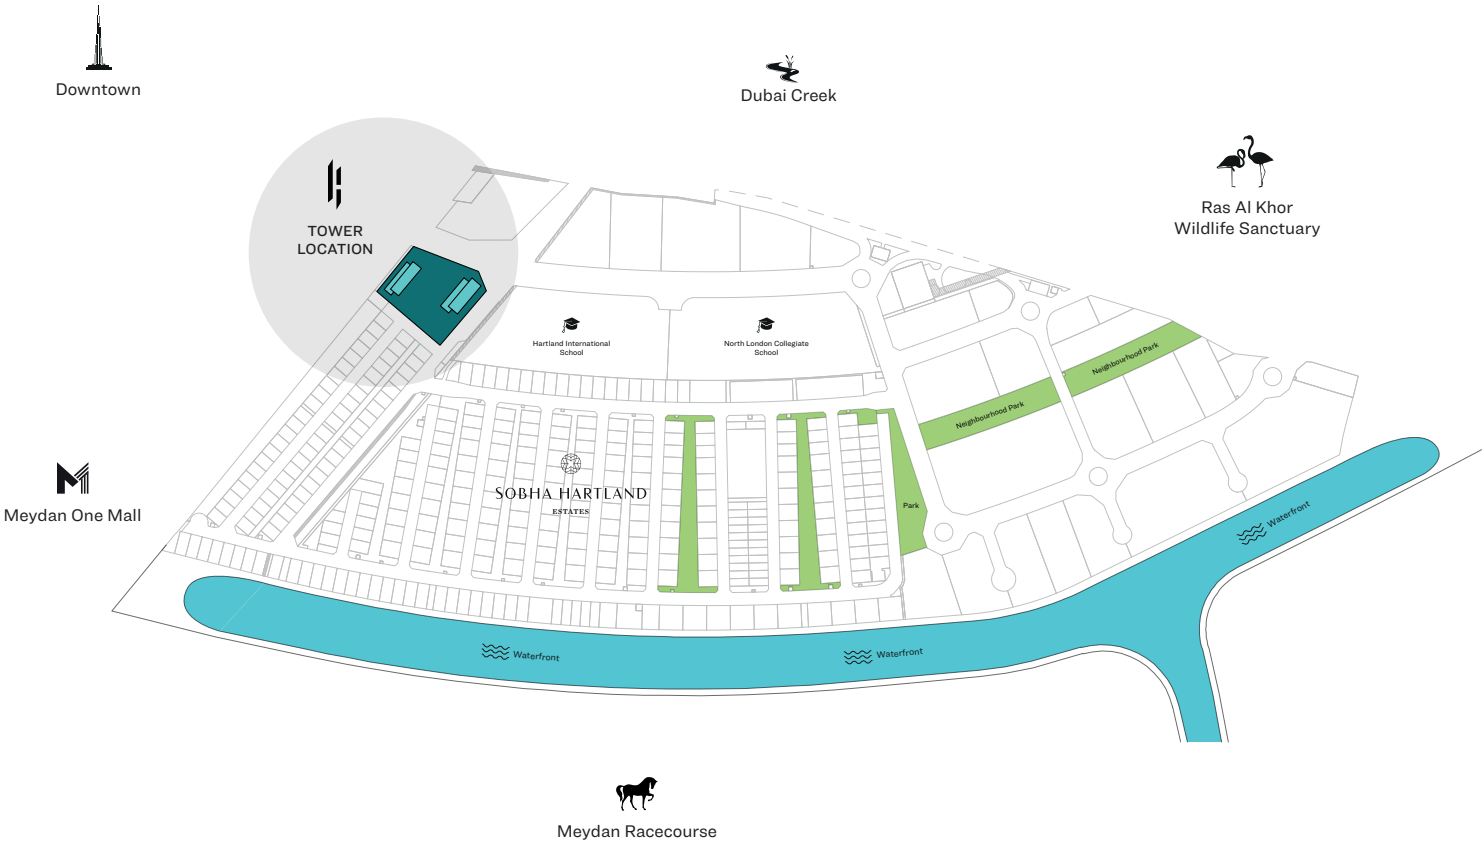 Downtown
Dubai Creek
Ras Al Khor
Wildlife Sanctuary
TOWER
LOCATION
Hartland International
School
North London Collegiate
School
Neighbourhood Park
Neighbourhood Park
Meydan One Mall
SOBHA HARTLAND
ESTATES
Park
Waterfront
Waterfront
Waterfront
Meydan Racecourse